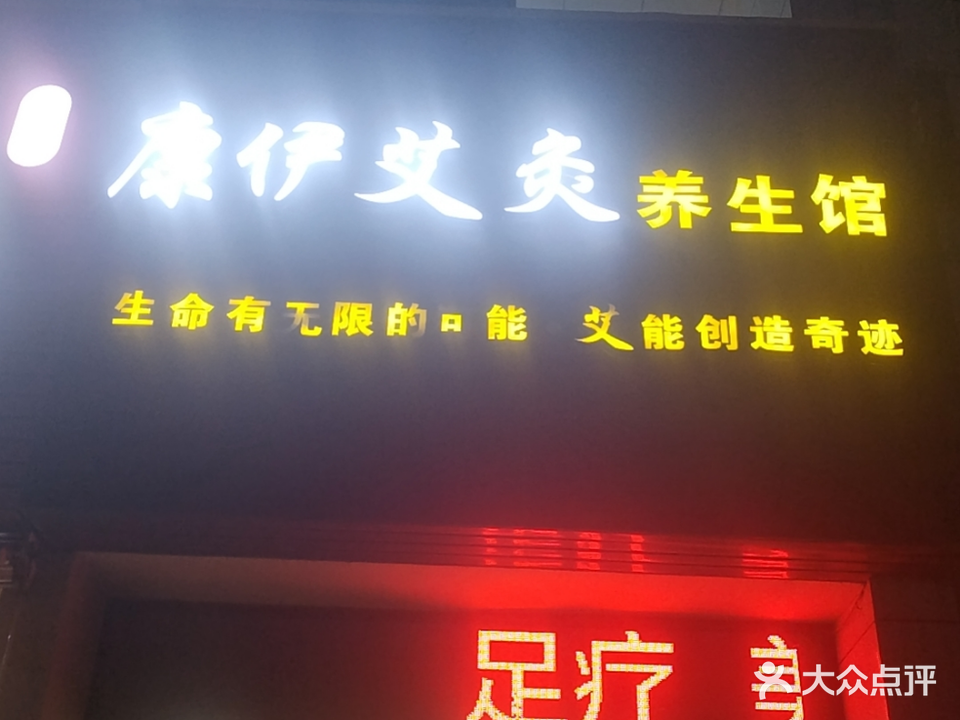 康伊艾灸养生馆
生命有无限的可能 艾能创造奇迹
足疗
大众点评